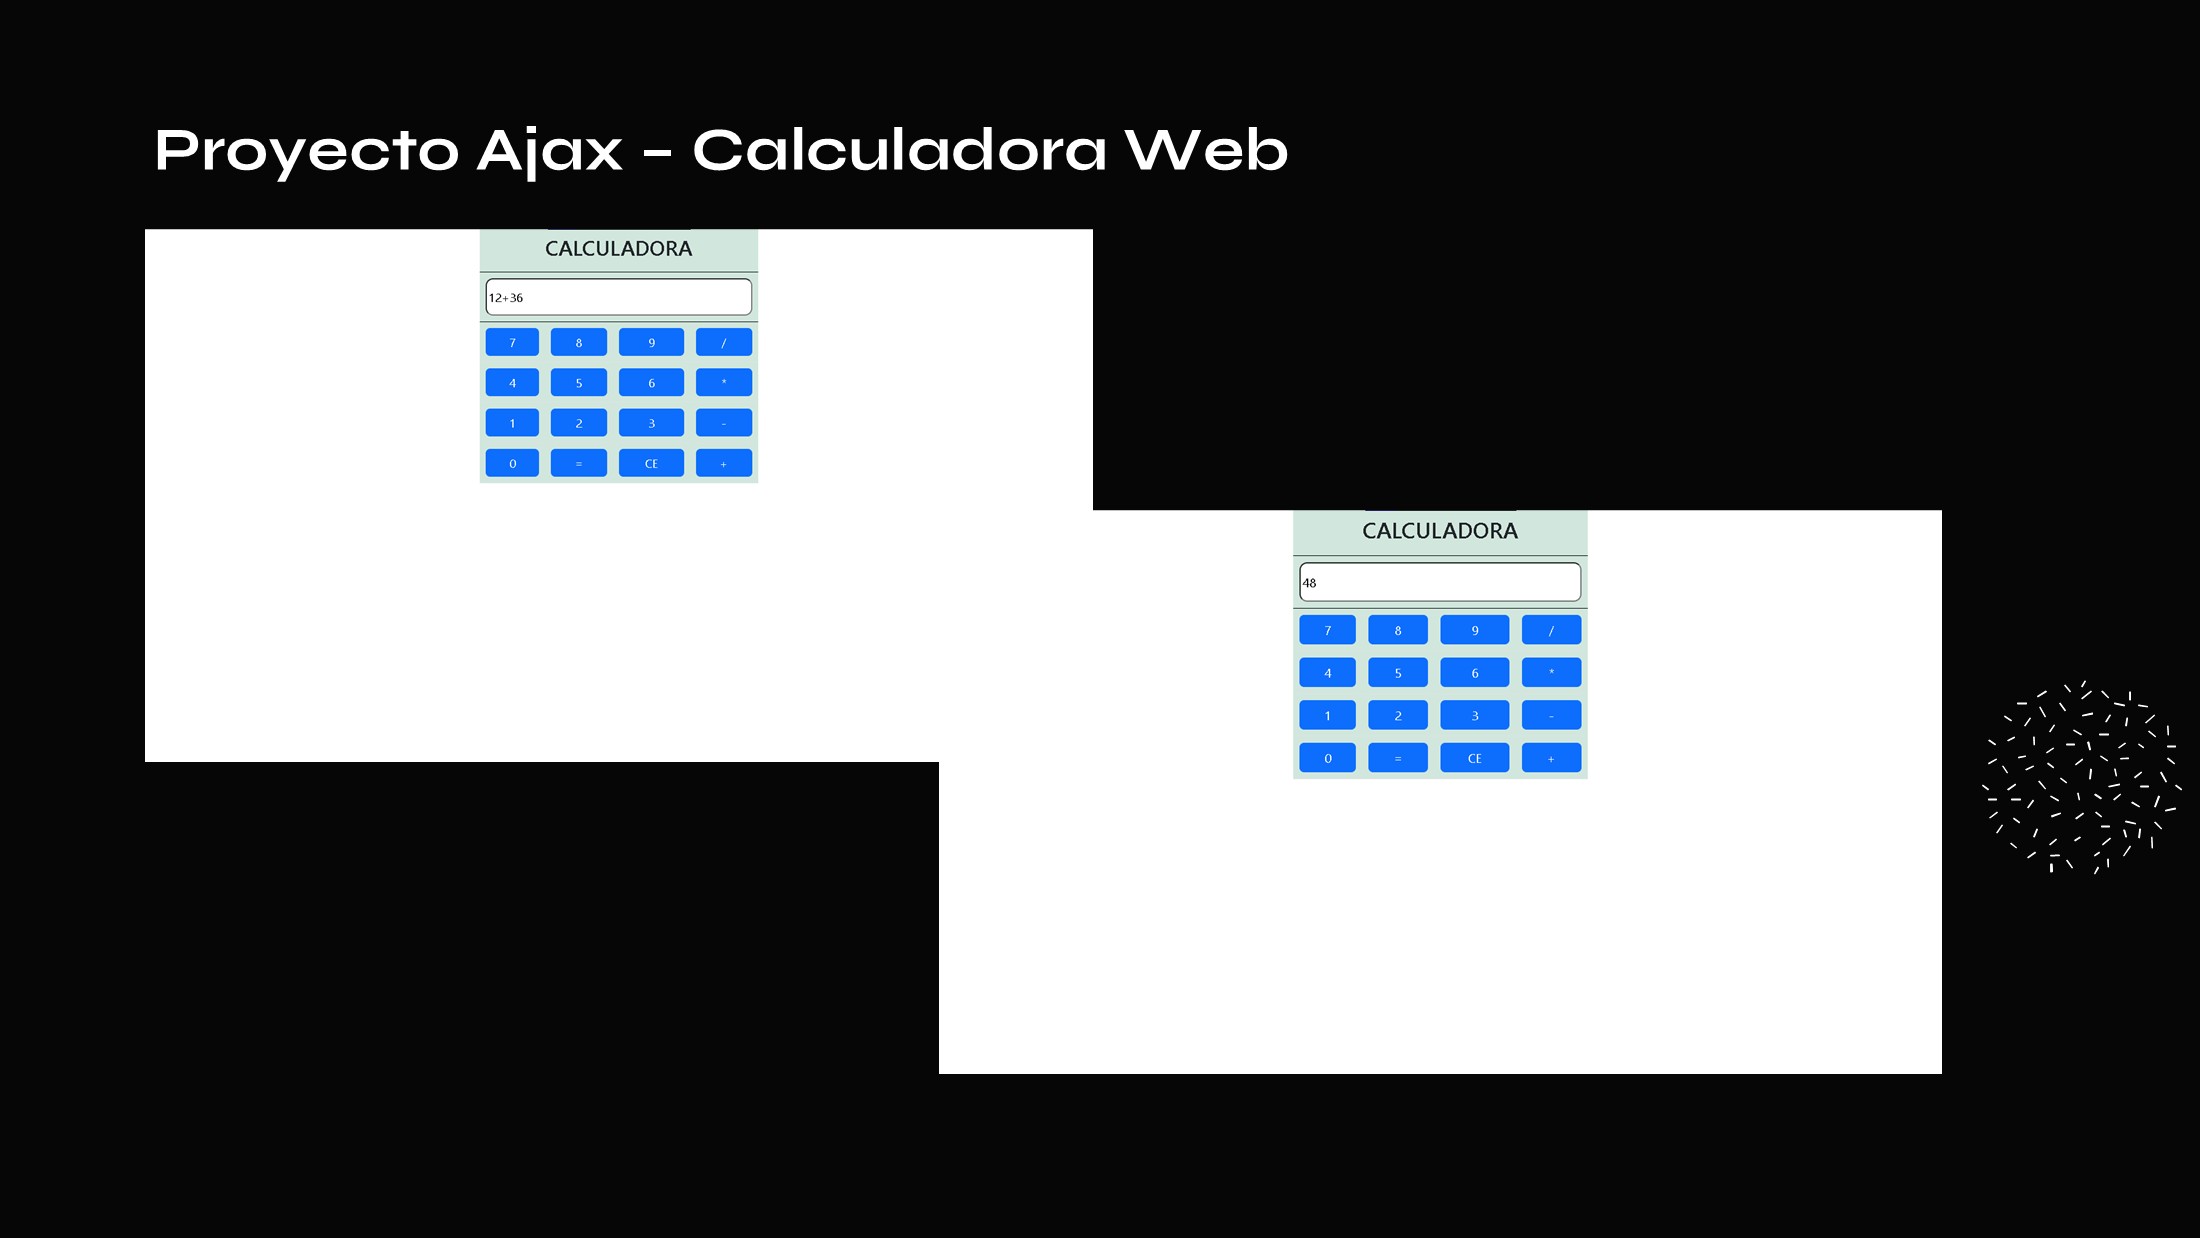 Proyecto Ajax – Calculadora Web
CALCULADORA
12+36
7 8 9 /
4 5 6 *
1 2 3 -
0 = CE +
CALCULADORA
48
7 8 9 /
4 5 6 *
1 2 3 -
0 = CE +